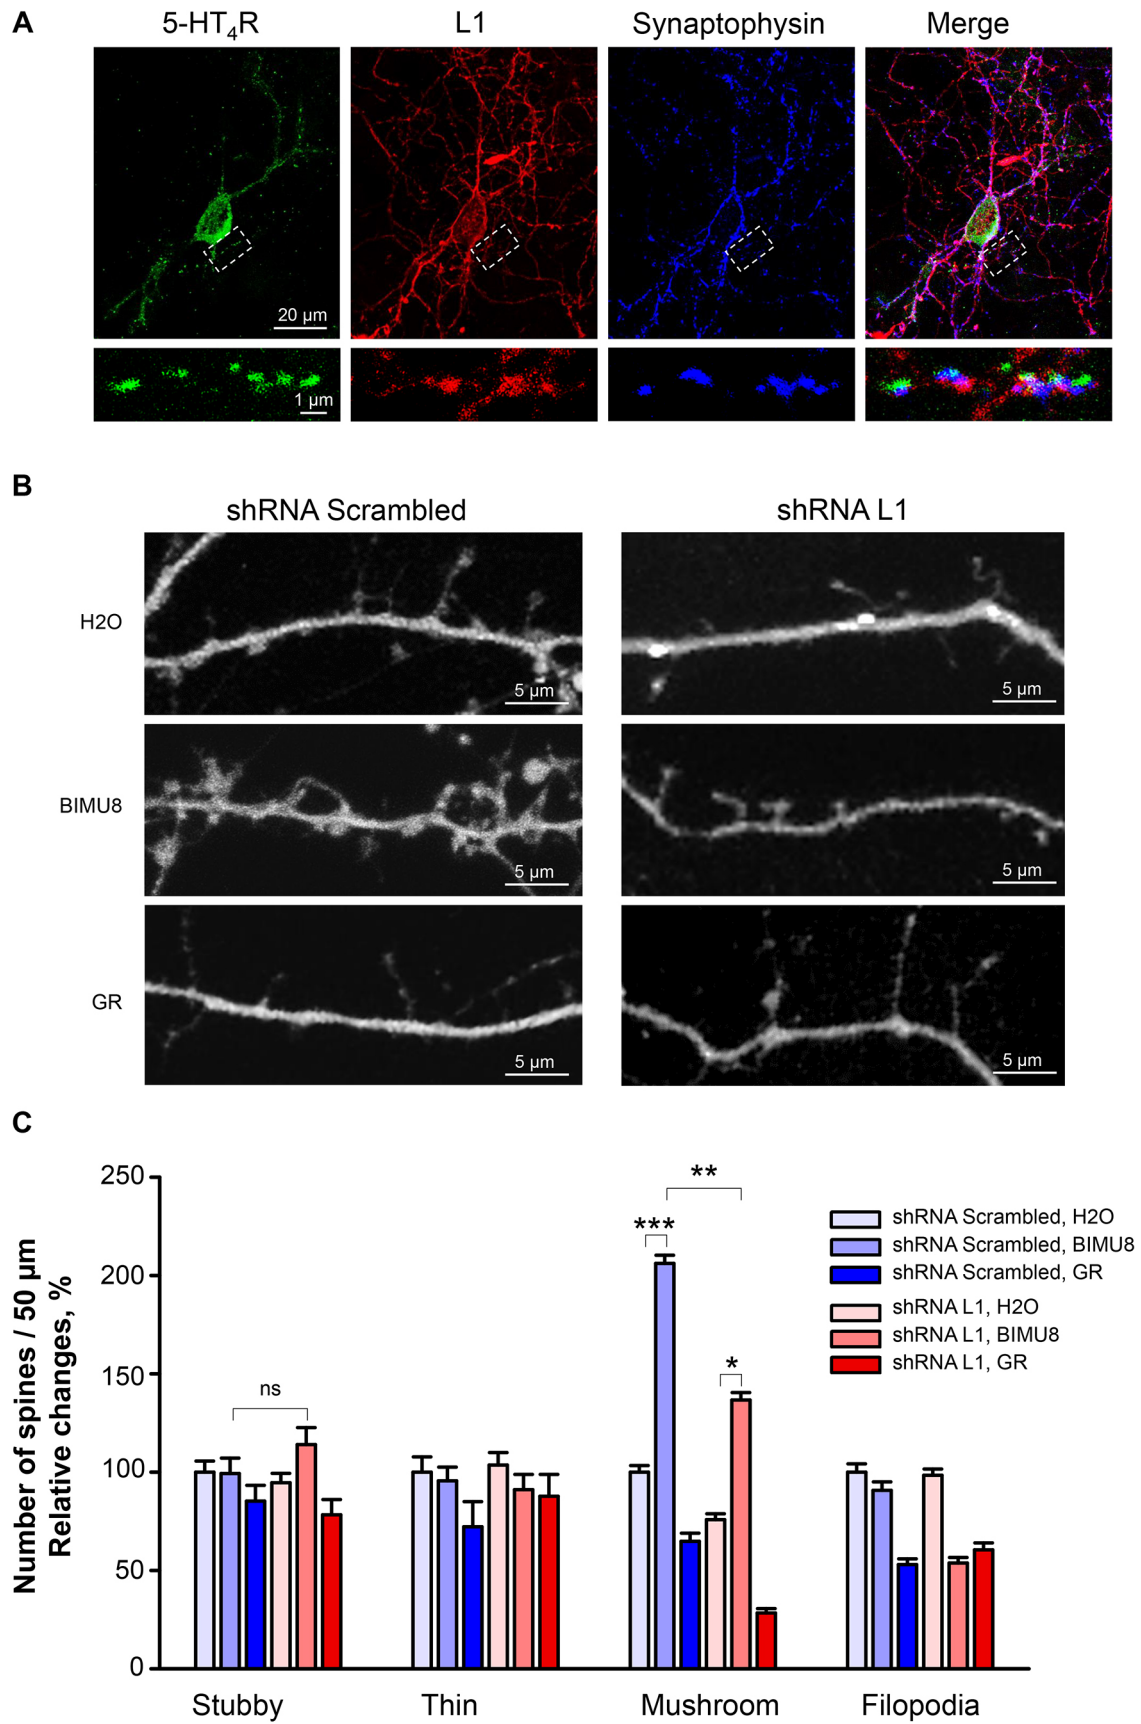 A
5-HT4R
L1
Synaptophysin
Merge
20 µm
1 µm
B
shRNA Scrambled
shRNA L1
H2O
5 µm
5 µm
BIMU8
5 µm
5 µm
GR
5 µm
5 µm
C
Number of spines / 50 µm
Relative changes, %
250
200
150
100
50
0
ns
***
**
*
shRNA Scrambled, H2O
shRNA Scrambled, BIMU8
shRNA Scrambled, GR
shRNA L1, H2O
shRNA L1, BIMU8
shRNA L1, GR
Stubby
Thin
Mushroom
Filopodia